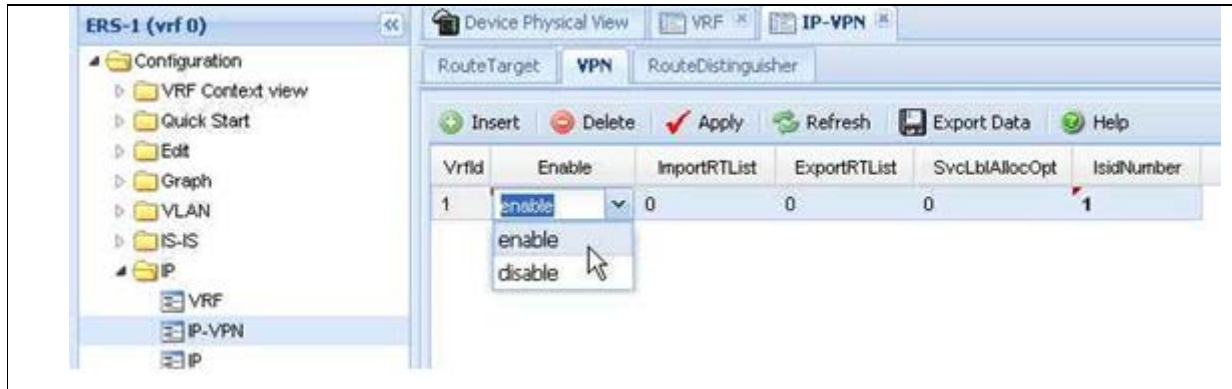 ERS-1 (vrf 0)
Configuration
VRF Context view
Quick Start
Edit
Graph
VLAN
IS-IS
IP
VRF
IP-VPN
IP
Device Physical View VRF IP-VPN
RouteTarget VPN RouteDistinguisher
Insert Delete Apply Refresh Export Data Help
VrfId Enable ImportRTList ExportRTList SvcLblAllocOpt IsidNumber
1 enable 0 0 0 1
enable
disable